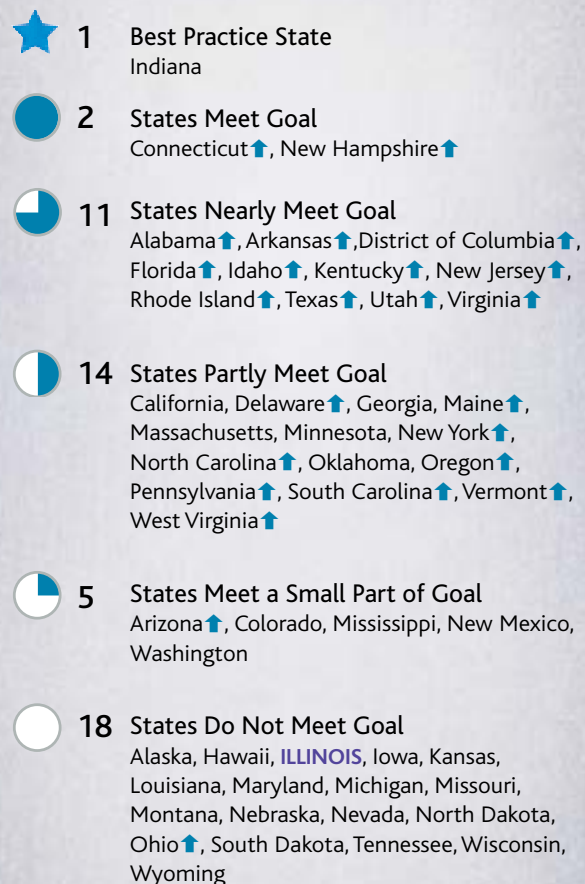 1 Best Practice State
Indiana
2 States Meet Goal
Connecticut⬆, New Hampshire⬆
11 States Nearly Meet Goal
Alabama⬆, Arkansas⬆,District of Columbia⬆,
Florida⬆, Idaho⬆, Kentucky⬆, New Jersey⬆,
Rhode Island⬆, Texas⬆, Utah⬆, Virginia⬆
14 States Partly Meet Goal
California, Delaware⬆, Georgia, Maine⬆,
Massachusetts, Minnesota, New York⬆,
North Carolina⬆, Oklahoma, Oregon⬆,
Pennsylvania⬆, South Carolina⬆, Vermont⬆,
West Virginia⬆
5 States Meet a Small Part of Goal
Arizona⬆, Colorado, Mississippi, New Mexico,
Washington
18 States Do Not Meet Goal
Alaska, Hawaii, ILLINOIS, Iowa, Kansas,
Louisiana, Maryland, Michigan, Missouri,
Montana, Nebraska, Nevada, North Dakota,
Ohio⬆, South Dakota, Tennessee, Wisconsin,
Wyoming